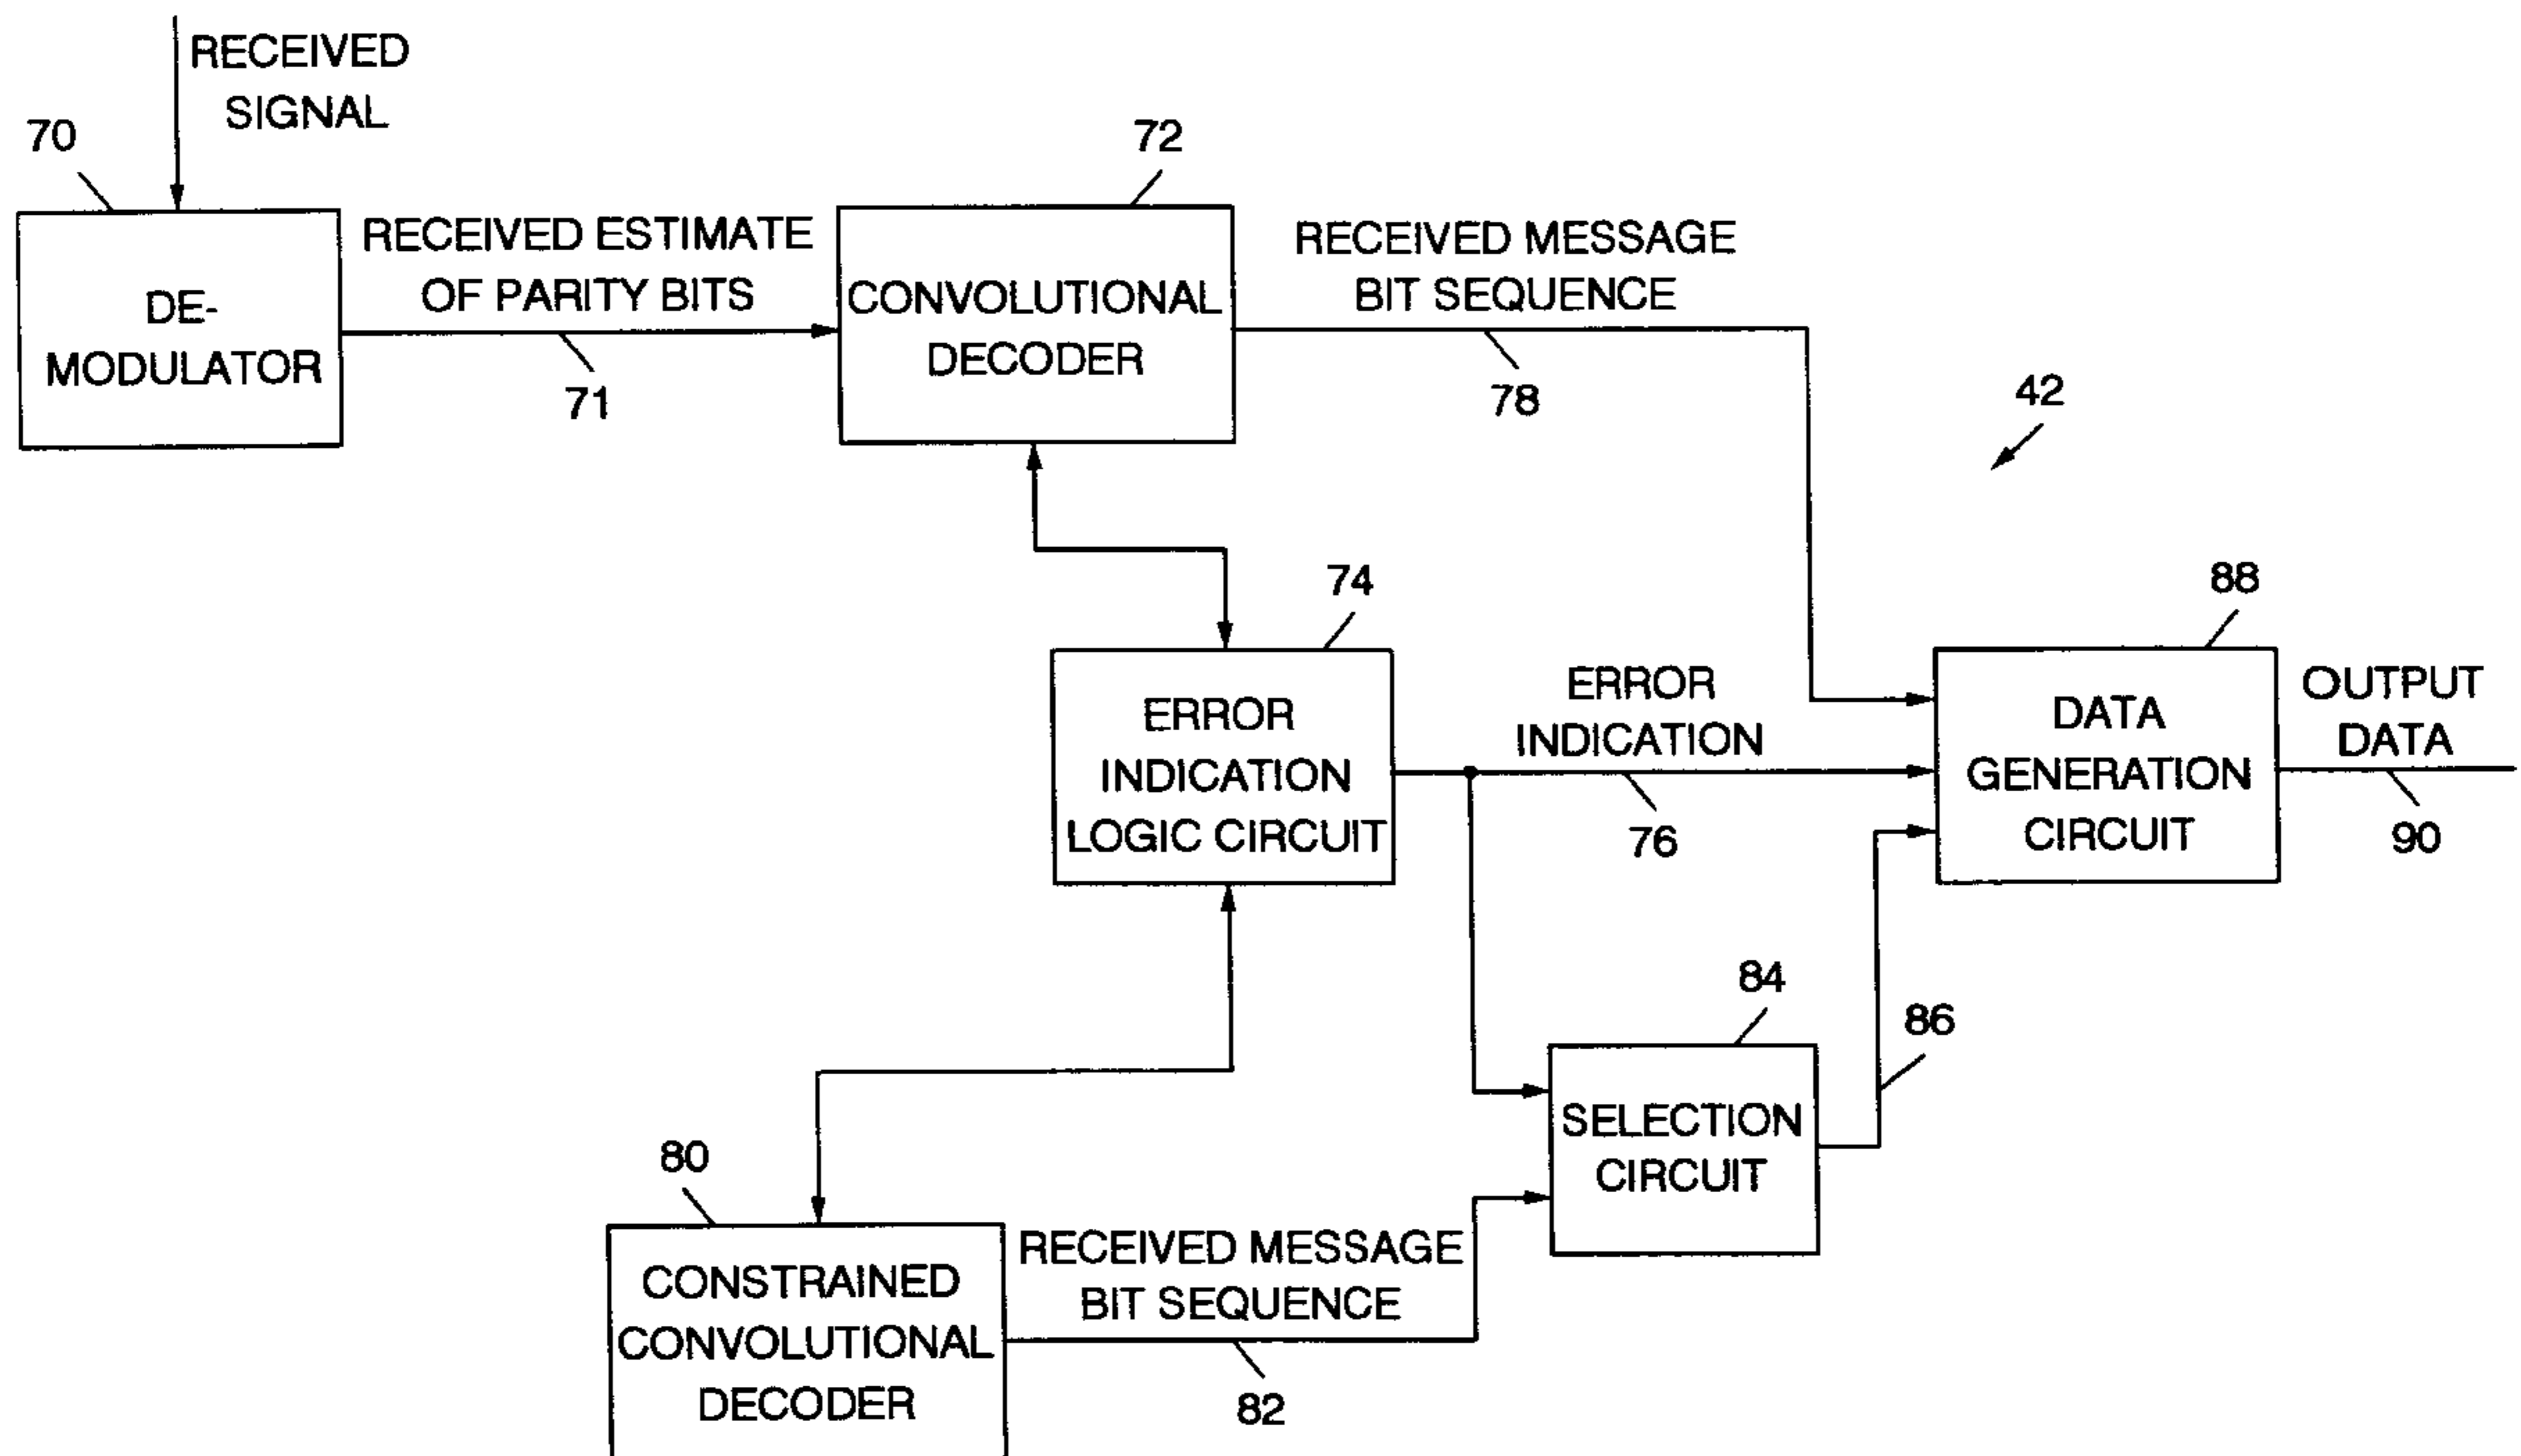 RECEIVED
SIGNAL
70
DE-
MODULATOR
RECEIVED ESTIMATE
OF PARITY BITS
71
72
CONVOLUTIONAL
DECODER
RECEIVED MESSAGE
BIT SEQUENCE
78
42
74
ERROR
INDICATION
LOGIC CIRCUIT
ERROR
INDICATION
76
88
DATA
GENERATION
CIRCUIT
OUTPUT
DATA
90
84
SELECTION
CIRCUIT
86
80
CONSTRAINED
CONVOLUTIONAL
DECODER
RECEIVED MESSAGE
BIT SEQUENCE
82